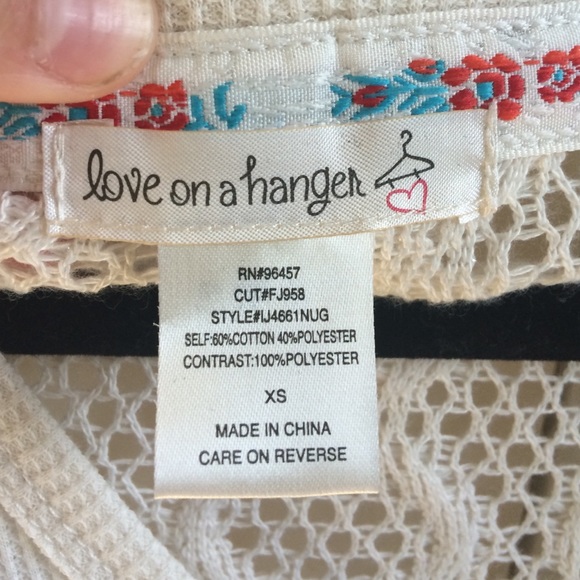 love on a hanger
RN#96457
CUT#FJ958
STYLE#IJ4661NUG
SELF:60%COTTON 40%POLYESTER
CONTRAST:100%POLYESTER
XS
MADE IN CHINA
CARE ON REVERSE